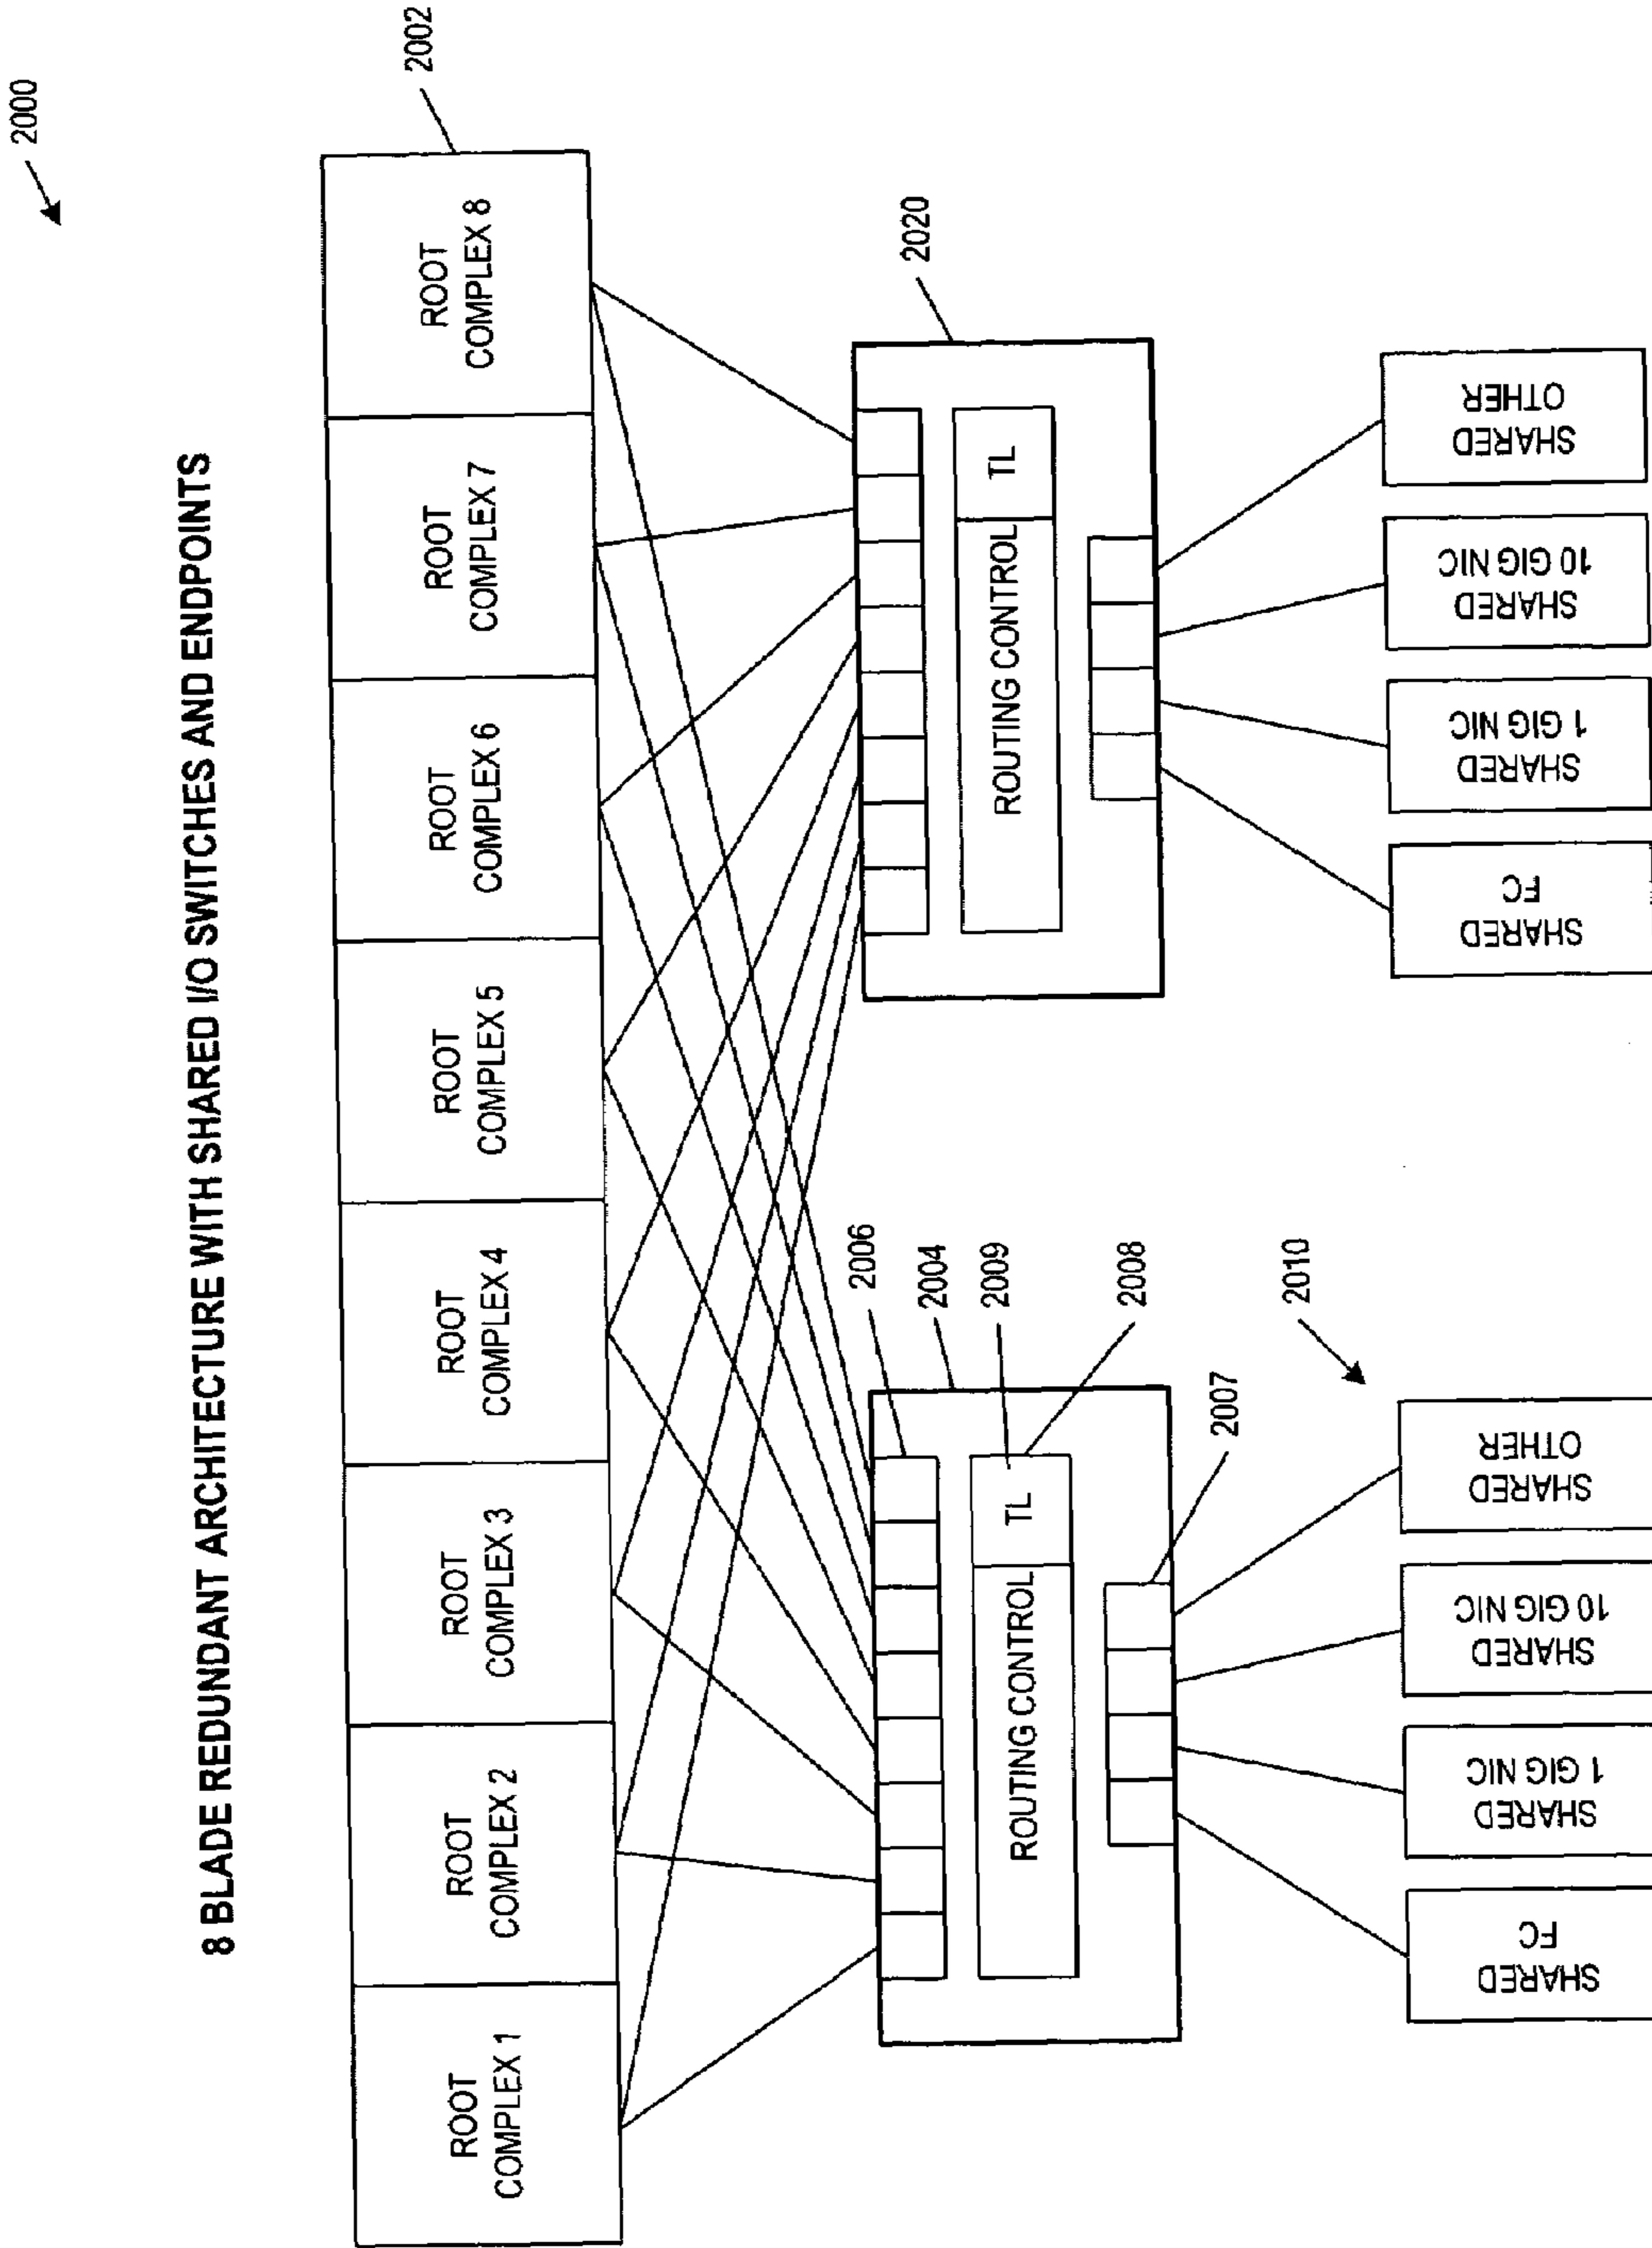 2000
8 BLADE REDUNDANT ARCHITECTURE WITH SHARED I/O SWITCHES AND ENDPOINTS
2002
ROOT
COMPLEX 1
ROOT
COMPLEX 2
ROOT
COMPLEX 3
ROOT
COMPLEX 4
ROOT
COMPLEX 5
ROOT
COMPLEX 6
ROOT
COMPLEX 7
ROOT
COMPLEX 8
2006
2004
2009
2008
2010
2007
ROUTING CONTROL
TL
2020
ROUTING CONTROL
TL
SHARED
FC
SHARED
1 GIG NIC
SHARED
10 GIG NIC
SHARED
OTHER
SHARED
FC
SHARED
1 GIG NIC
SHARED
10 GIG NIC
SHARED
OTHER